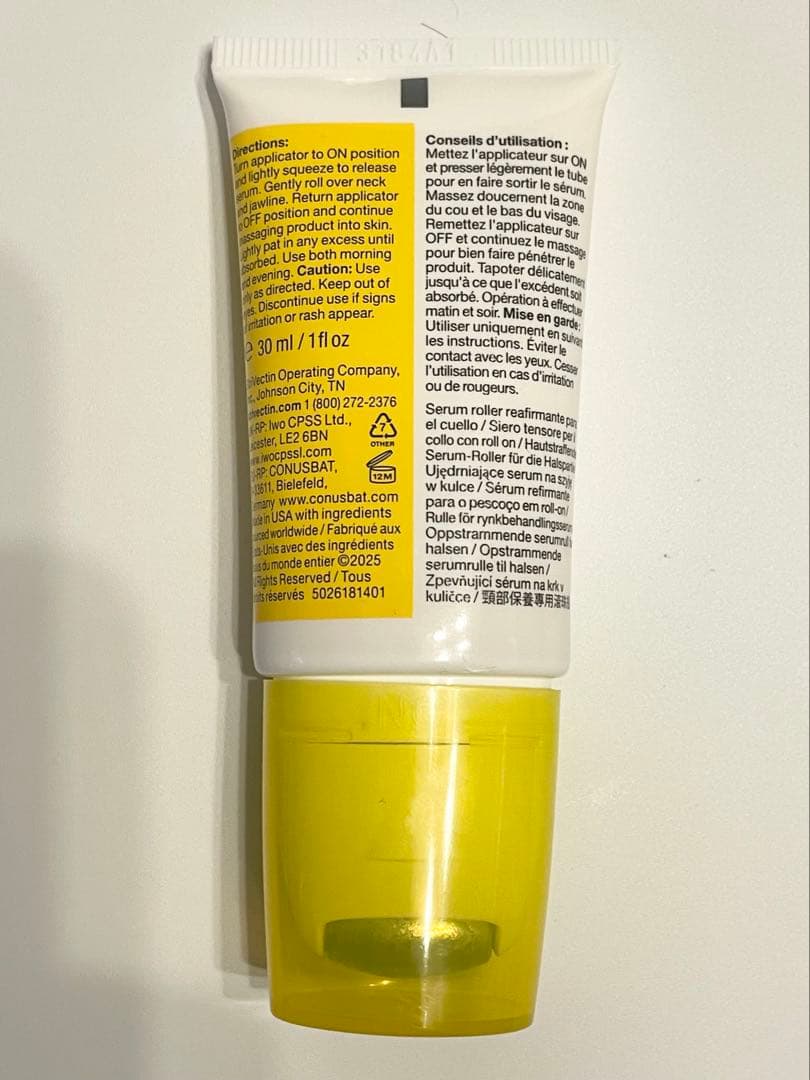 3184A1
Directions:
Turn applicator to ON position
and lightly squeeze to release
serum. Gently roll over neck
and jawline. Return applicator
to OFF position and continue
massaging product into skin.
Lightly pat in any excess until
absorbed. Use both morning
and evening. Caution: Use
only as directed. Keep out of
eyes. Discontinue use if signs
of irritation or rash appear.
e 30 ml / 1 fl oz
StriVectin Operating Company,
Inc., Johnson City, TN
strivectin.com 1 (800) 272-2376
UK-RP: Iwo CPSS Ltd.,
Leicester, LE2 6BN
www.iwocpssl.com
EU-RP: CONUSBAT,
33611, Bielefeld,
Germany www.conusbat.com
Made in USA with ingredients
sourced worldwide / Fabriqué aux
États-Unis avec des ingrédients
du monde entier ©2025
All Rights Reserved / Tous
droits réservés 5026181401
7
OTHER
12M
Conseils d'utilisation :
Mettez l'applicateur sur ON
et presser légèrement le tube
pour en faire sortir le sérum.
Massez doucement la zone
du cou et le bas du visage.
Remettez l'applicateur sur
OFF et continuez le massage
pour bien faire pénétrer le
produit. Tapoter délicatement
jusqu'à ce que l'excédent soit
absorbé. Opération à effectuer
matin et soir. Mise en garde :
Utiliser uniquement en suivant
les instructions. Éviter le
contact avec les yeux. Cesser
l'utilisation en cas d'irritation
ou de rougeurs.
Serum roller reafirmante para
el cuello / Siero tensore per il
collo con roll on / Hautstraffendes
Serum-Roller für die Halspartie
Ujędrniające serum na szyję
w kulce / Sérum refirmante
para o pescoço em roll-on /
Rulle för rynkbehandlingsserum
Oppstrammende serumrull
halsen / Opstrammende
serumrulle til halsen /
Zpevňující sérum na krk v
kuličce / 頸部保養專用滾珠